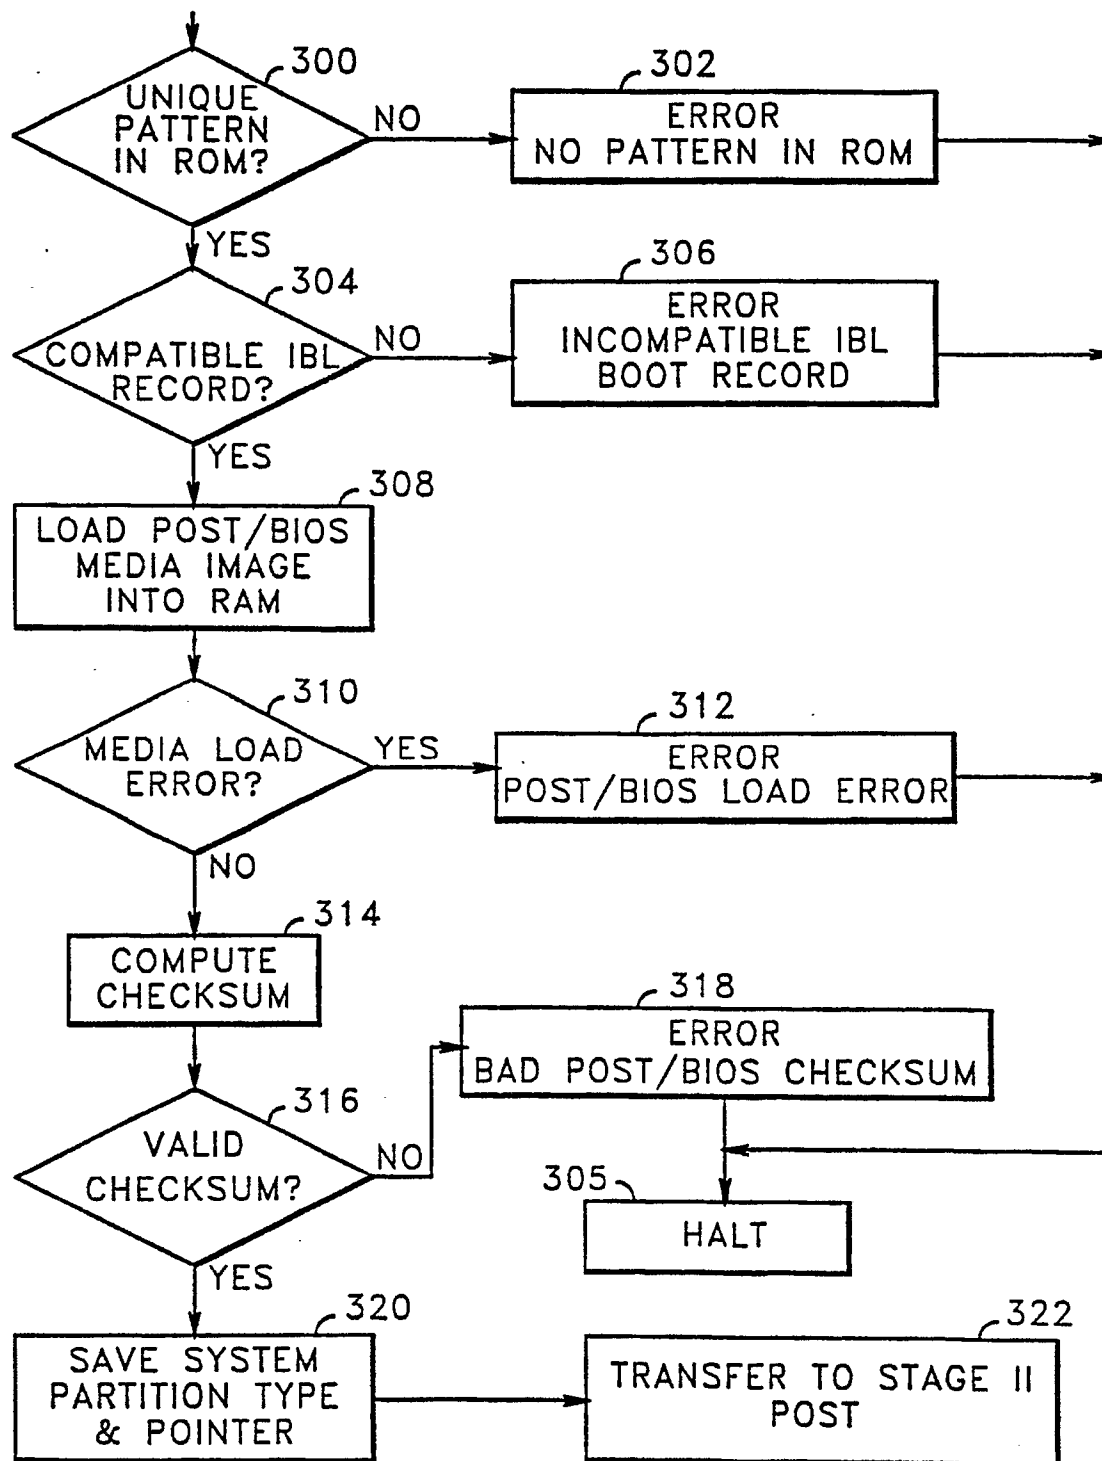 300
UNIQUE
PATTERN
IN ROM?
NO
302
ERROR
NO PATTERN IN ROM
YES
304
COMPATIBLE IBL
RECORD?
NO
306
ERROR
INCOMPATIBLE IBL
BOOT RECORD
YES
308
LOAD POST/BIOS
MEDIA IMAGE
INTO RAM
310
MEDIA LOAD
ERROR?
YES
312
ERROR
POST/BIOS LOAD ERROR
NO
314
COMPUTE
CHECKSUM
316
VALID
CHECKSUM?
NO
318
ERROR
BAD POST/BIOS CHECKSUM
305
HALT
YES
320
SAVE SYSTEM
PARTITION TYPE
& POINTER
322
TRANSFER TO STAGE II
POST